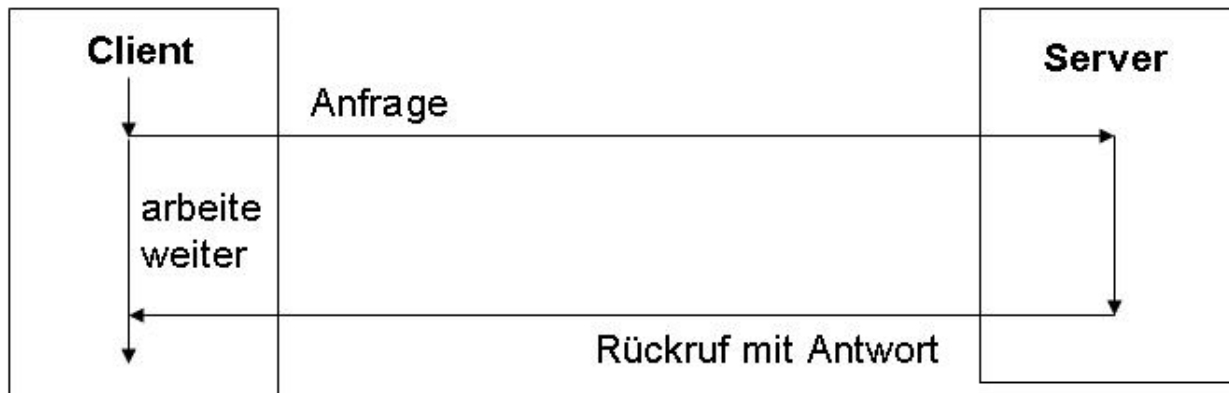 Client
Server
Anfrage
arbeite
weiter
Rückruf mit Antwort